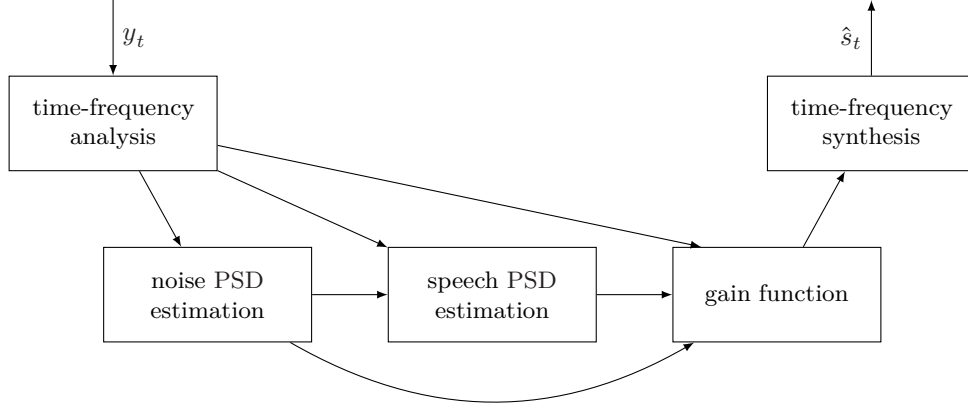 y_t
ŝ_t
time-frequency
analysis
time-frequency
synthesis
noise PSD
estimation
speech PSD
estimation
gain function